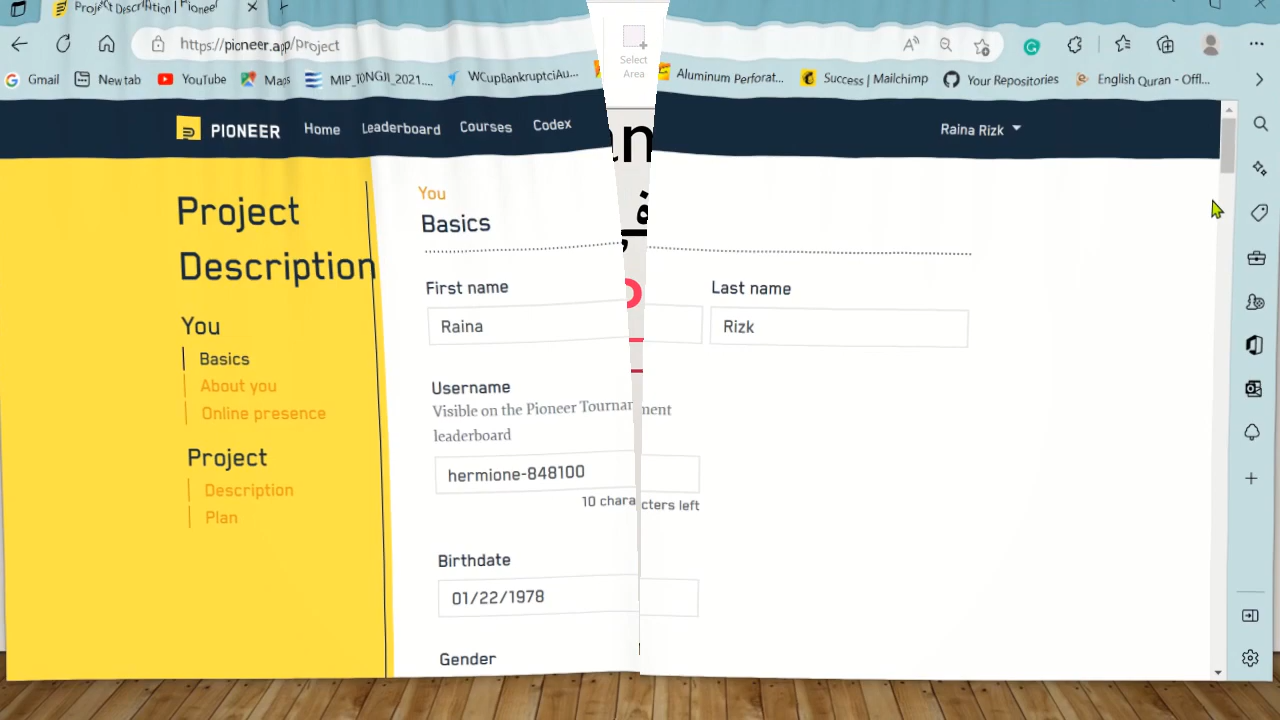 Project Description | Pioneer
https://pioneer.app/project
Gmail New tab YouTube Maps MIP_IONGJI_2021.... WCupBankruptciAu... Aluminum Perforat... Success | Mailchimp Your Repositories English Quran - Offl...
Select
Area
PIONEER Home Leaderboard Courses Codex Raina Rizk
Project
Description
You
Basics
About you
Online presence
Project
Description
Plan
You
Basics
First name Last name
Raina Rizk
Username
Visible on the Pioneer Tournament
leaderboard
hermione-848100
10 characters left
Birthdate
01/22/1978
Gender